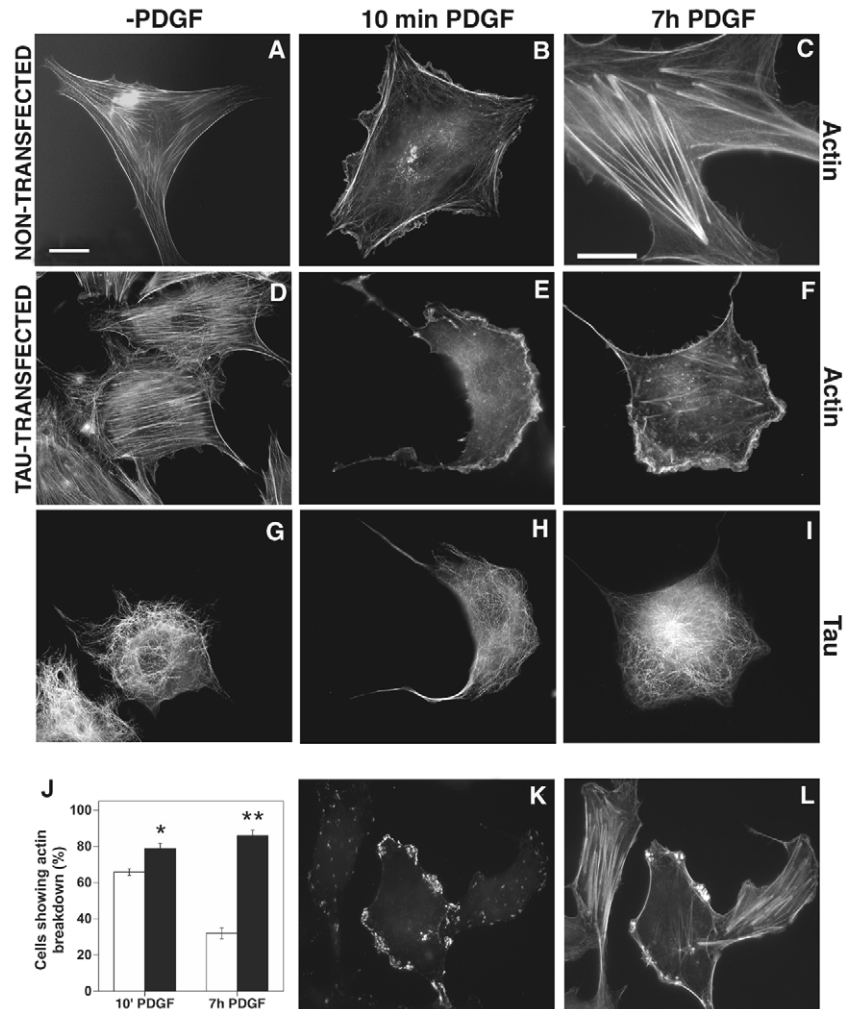 -PDGF 10 min PDGF 7h PDGF
NON-TRANSFECTED
A B C
Actin
TAU-TRANSFECTED
D E F
Actin
G H I
Tau
J K L
Cells showing actin
breakdown (%)
100
80
60
40
20
0
* **
10' PDGF 7h PDGF